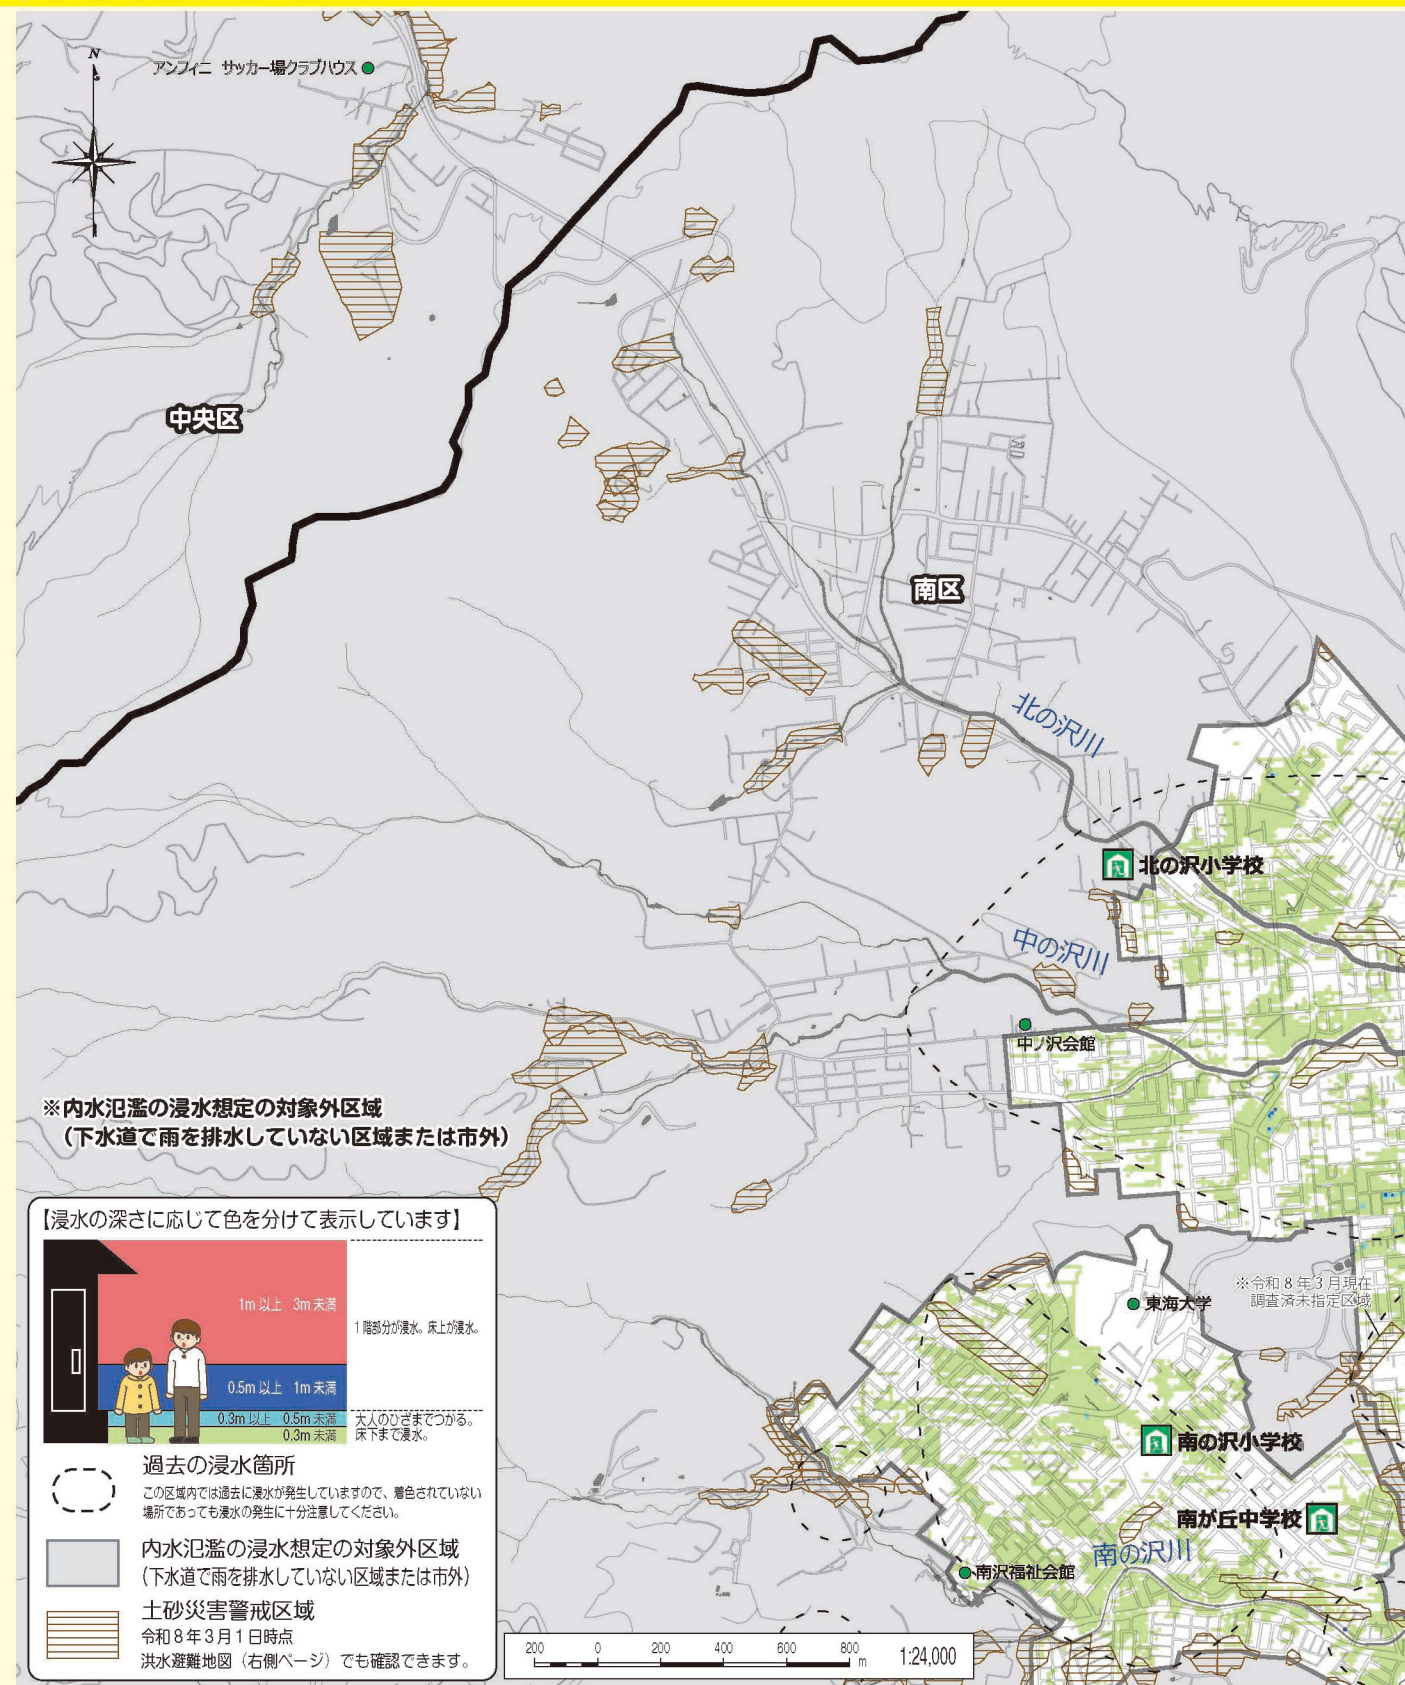 N
アンフィニ サッカー場クラブハウス
中央区
南区
北の沢川
北の沢小学校
中の沢川
中ノ沢会館
※内水氾濫の浸水想定の対象外区域
(下水道で雨を排水していない区域または市外)
※令和8年3月現在
調査済未指定区域
東海大学
南の沢小学校
南が丘中学校
南の沢川
南沢福祉会館
【浸水の深さに応じて色を分けて表示しています】
1m 以上 3m 未満
1階部分が浸水。床上が浸水。
0.5m 以上 1m 未満
0.3m 以上 0.5m 未満
0.3m 未満
大人のひざまでつかる。
床下まで浸水。
過去の浸水箇所
この区域内では過去に浸水が発生していますので、着色されていない
場所であっても浸水の発生に十分注意してください。
内水氾濫の浸水想定の対象外区域
(下水道で雨を排水していない区域または市外)
土砂災害警戒区域
令和8年3月1日時点
洪水避難地図(右側ページ)でも確認できます。
200 0 200 400 600 800 m 1:24,000